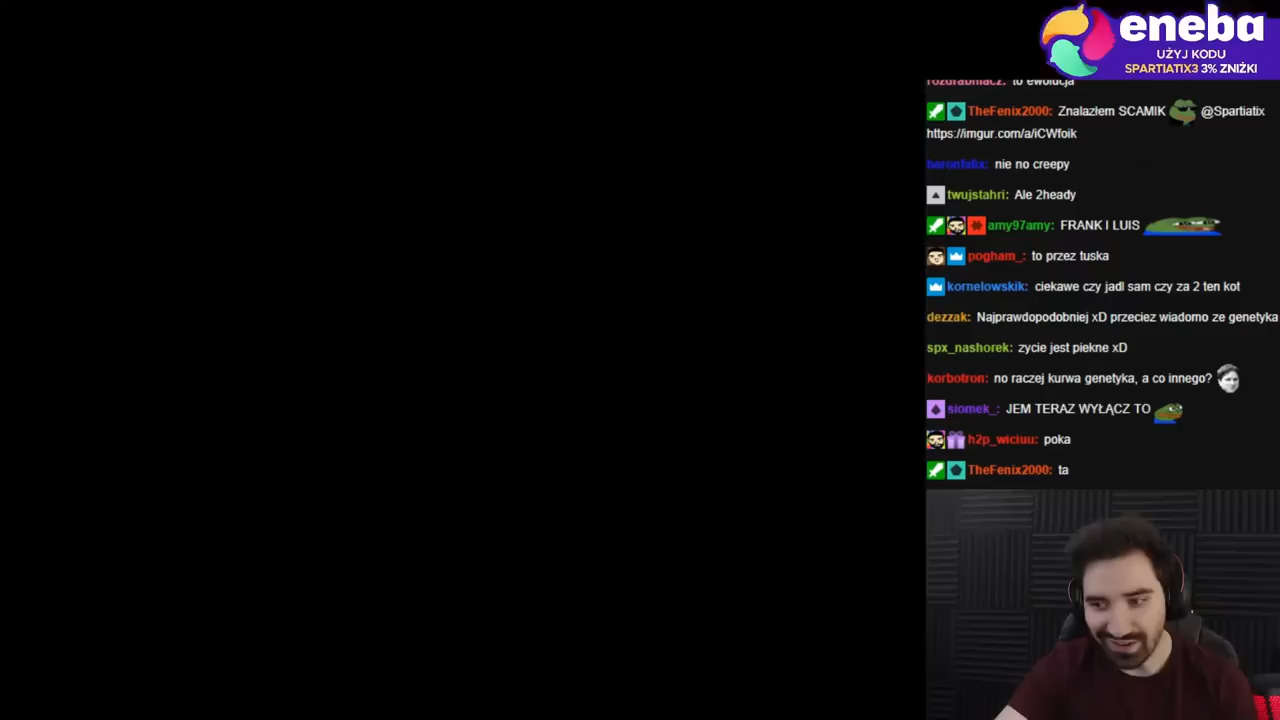 eneba
UŻYJ KODU
SPARTIATIX3 3% ZNIŻKI
rozdrabniacz: to ewolucja
TheFenix2000: Znalazłem SCAMIK @Spartiatix
https://imgur.com/a/iCWfoik
beronfalix: nie no creepy
twujstahri: Ale 2heady
amy97amy: FRANK I LUIS
pogham_: to przez tuska
kornelowskik: ciekawe czy jadl sam czy za 2 ten kot
dezzak: Najprawdopodobniej xD przeciez wiadomo ze genetyka
spx_nashorek: zycie jest piekne xD
korbotron: no raczej kurwa genetyka, a co innego?
siomek_: JEM TERAZ WYŁĄCZ TO
h2p_wiciuu: poka
TheFenix2000: ta